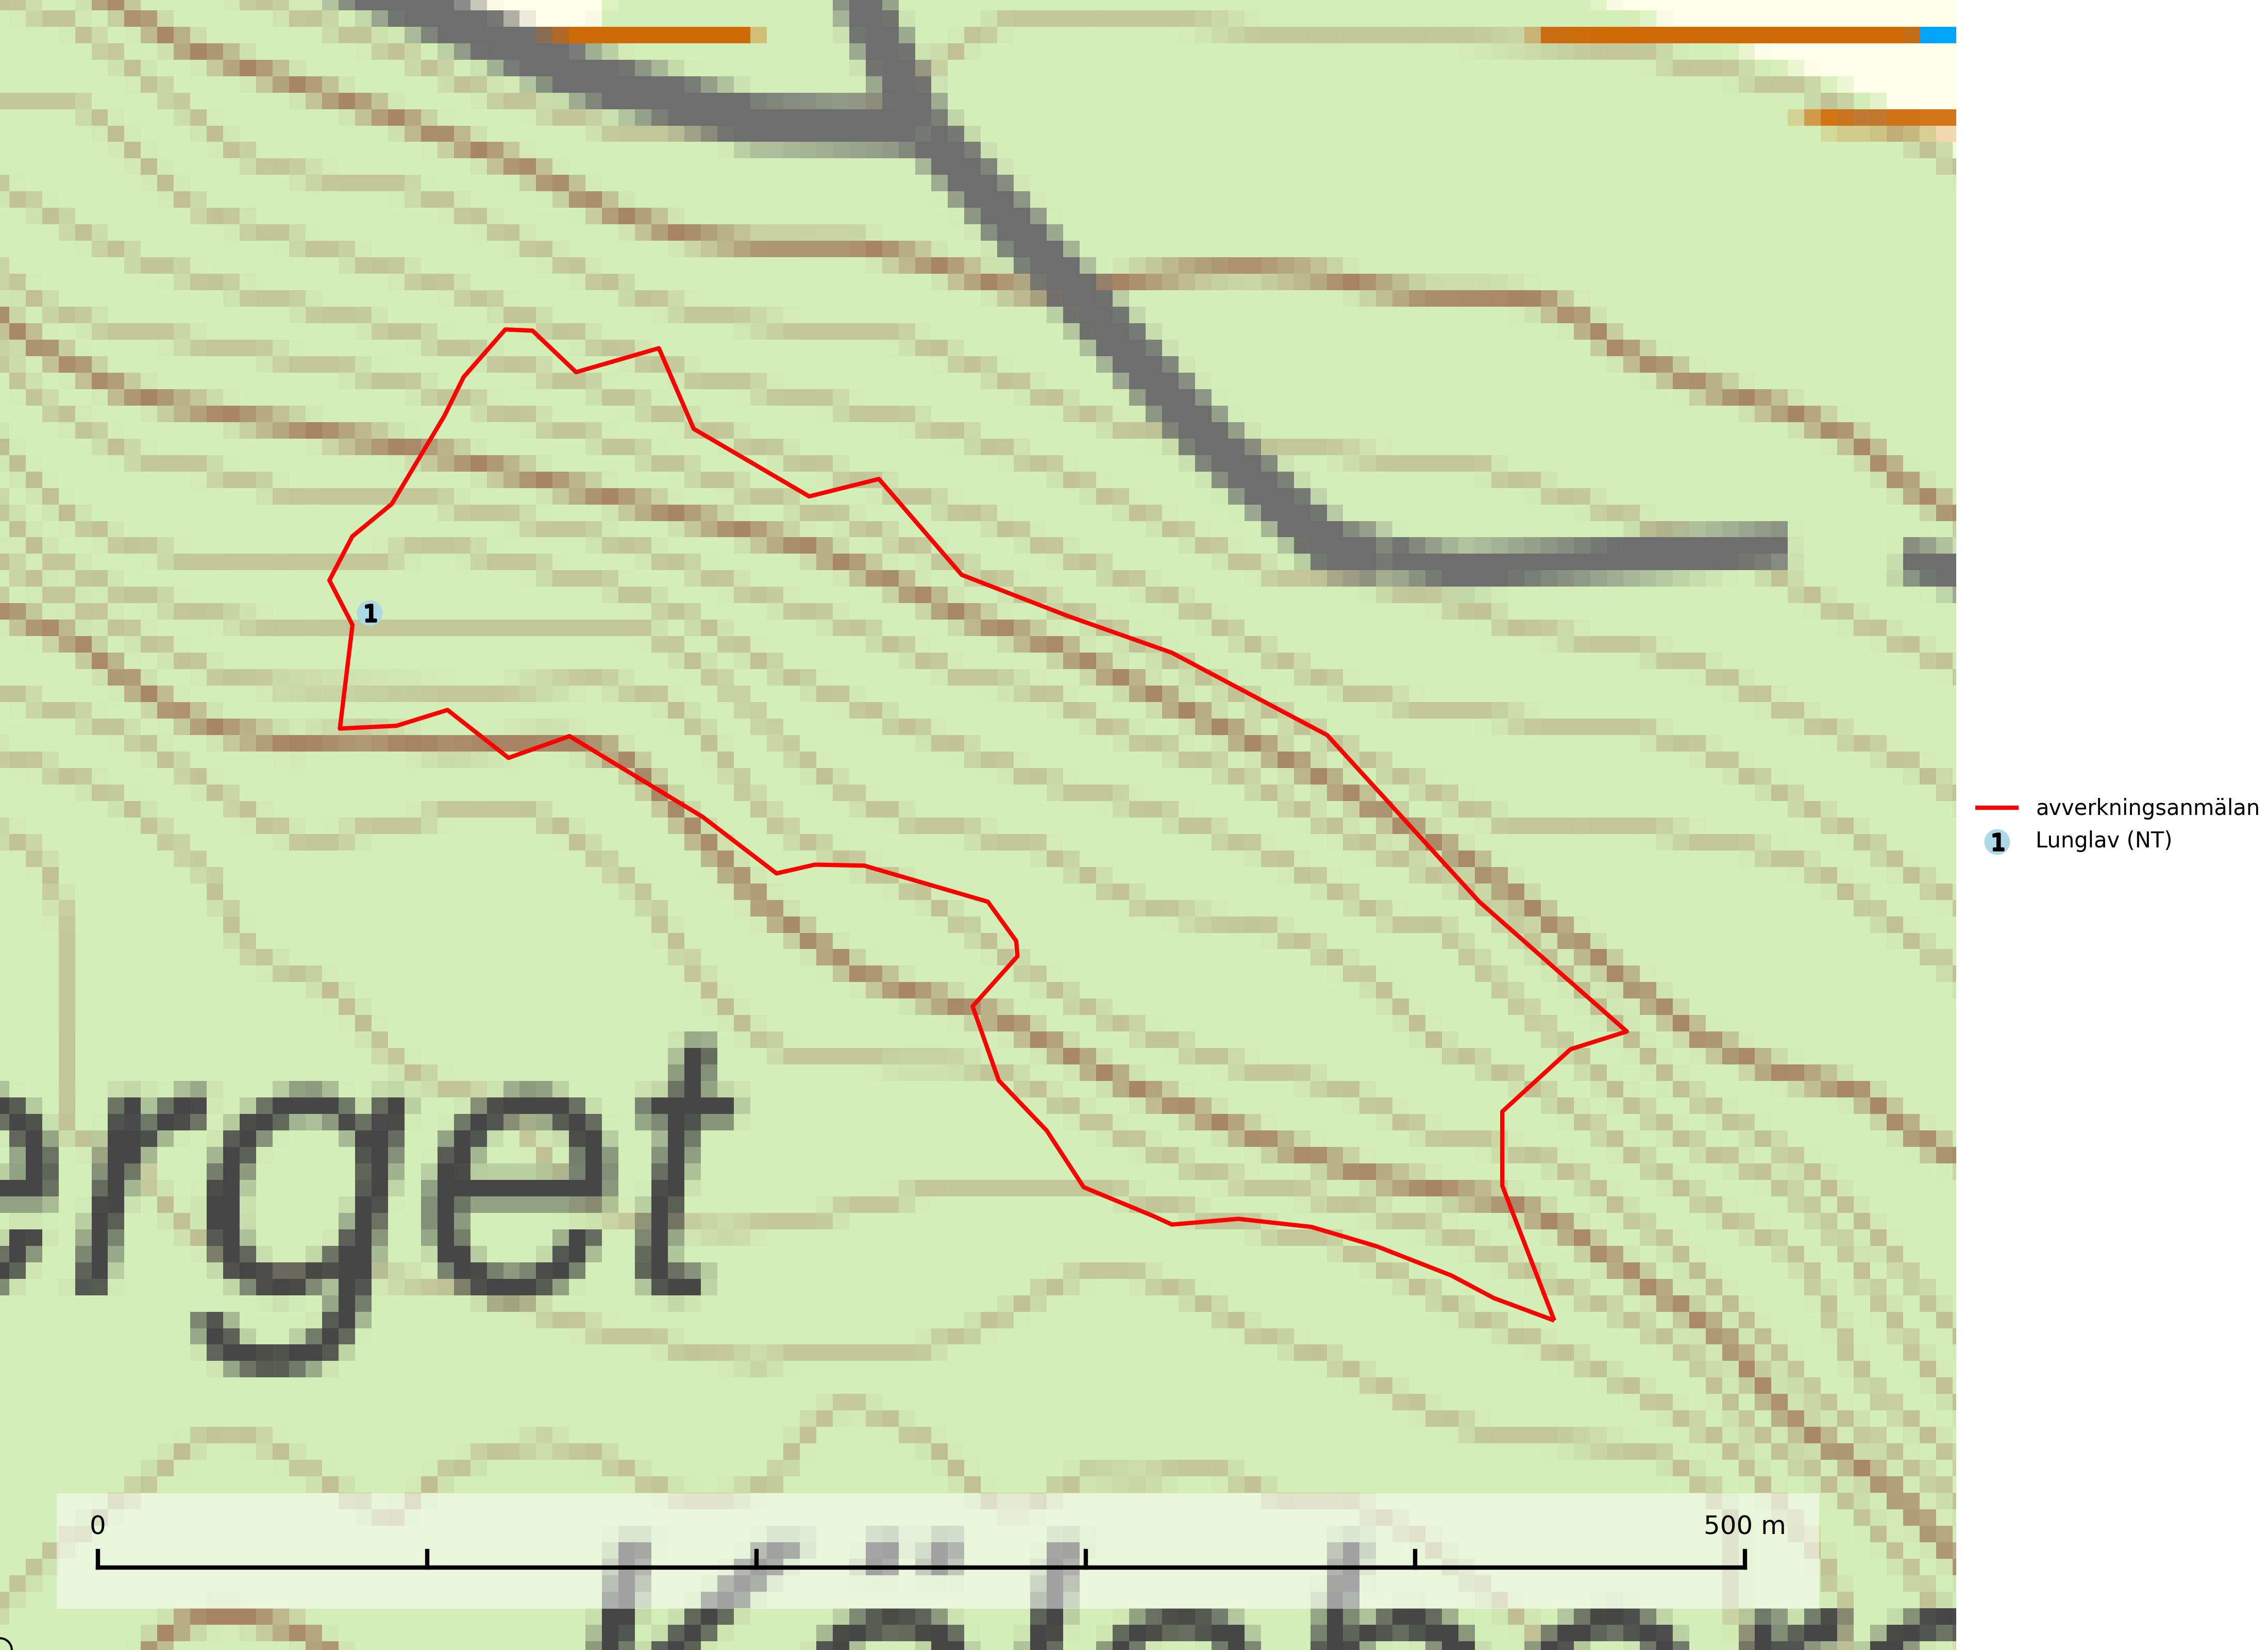 1
avverkningsanmälan
1 Lunglav (NT)
erget
0 500 m